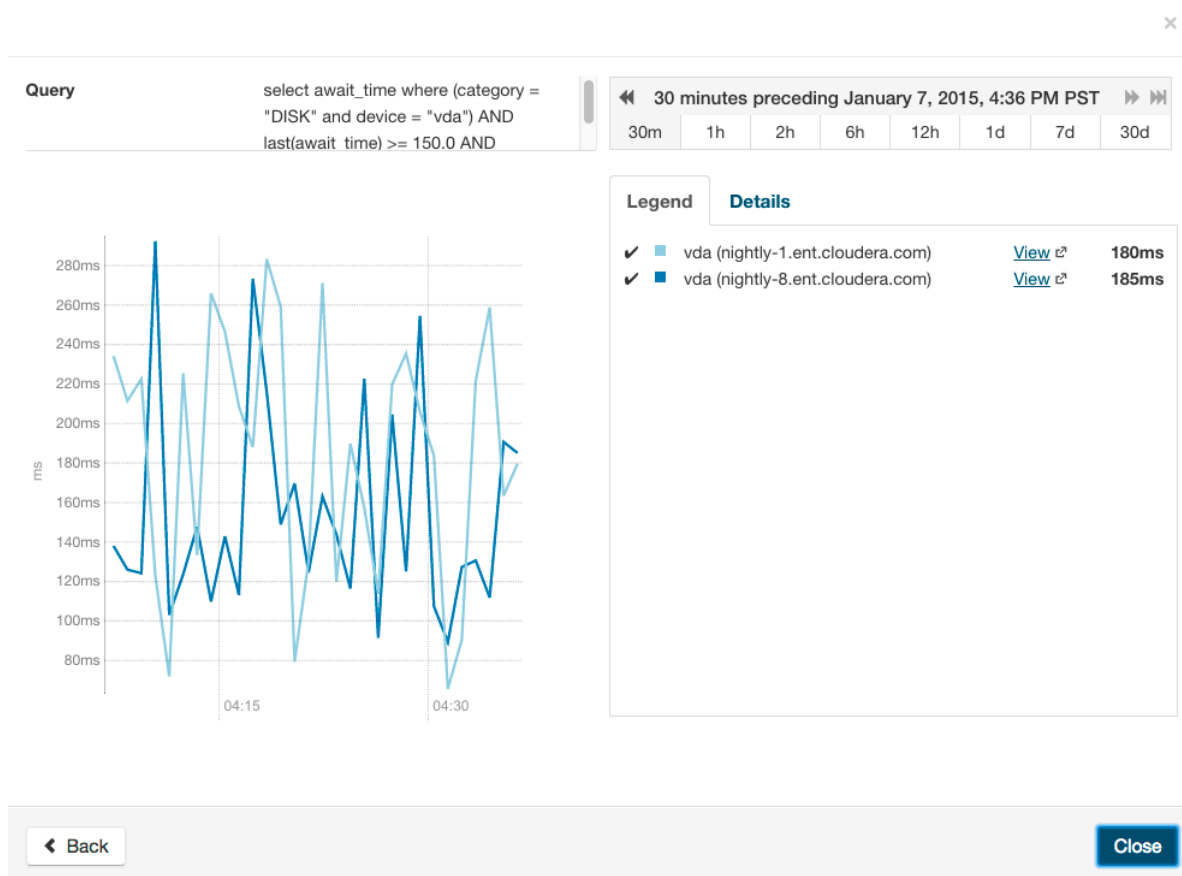 ×
Query
select await_time where (category =
"DISK" and device = "vda") AND
last(await_time) >= 150.0 AND
30 minutes preceding January 7, 2015, 4:36 PM PST
30m 1h 2h 6h 12h 1d 7d 30d
Legend Details
✔ vda (nightly-1.ent.cloudera.com) View 180ms
✔ vda (nightly-8.ent.cloudera.com) View 185ms
280ms
260ms
240ms
220ms
200ms
180ms
160ms
140ms
120ms
100ms
80ms
ms
04:15 04:30
Back
Close